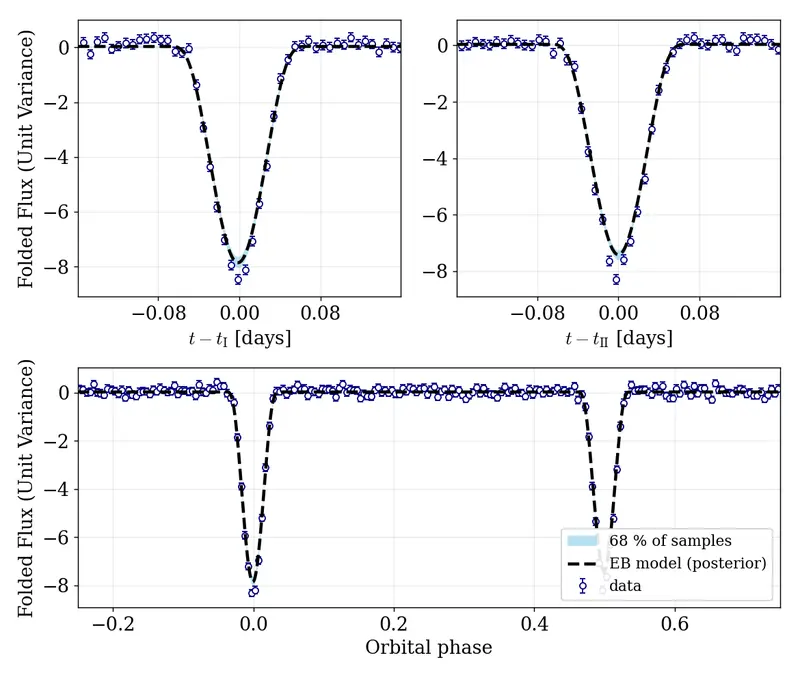 Folded Flux (Unit Variance)
0
−2
−4
−6
−8
−0.08 0.00 0.08
t − t_I [days]
0
−2
−4
−6
−8
−0.08 0.00 0.08
t − t_II [days]
Folded Flux (Unit Variance)
0
−2
−4
−6
−8
68 % of samples
EB model (posterior)
data
−0.2 0.0 0.2 0.4 0.6
Orbital phase